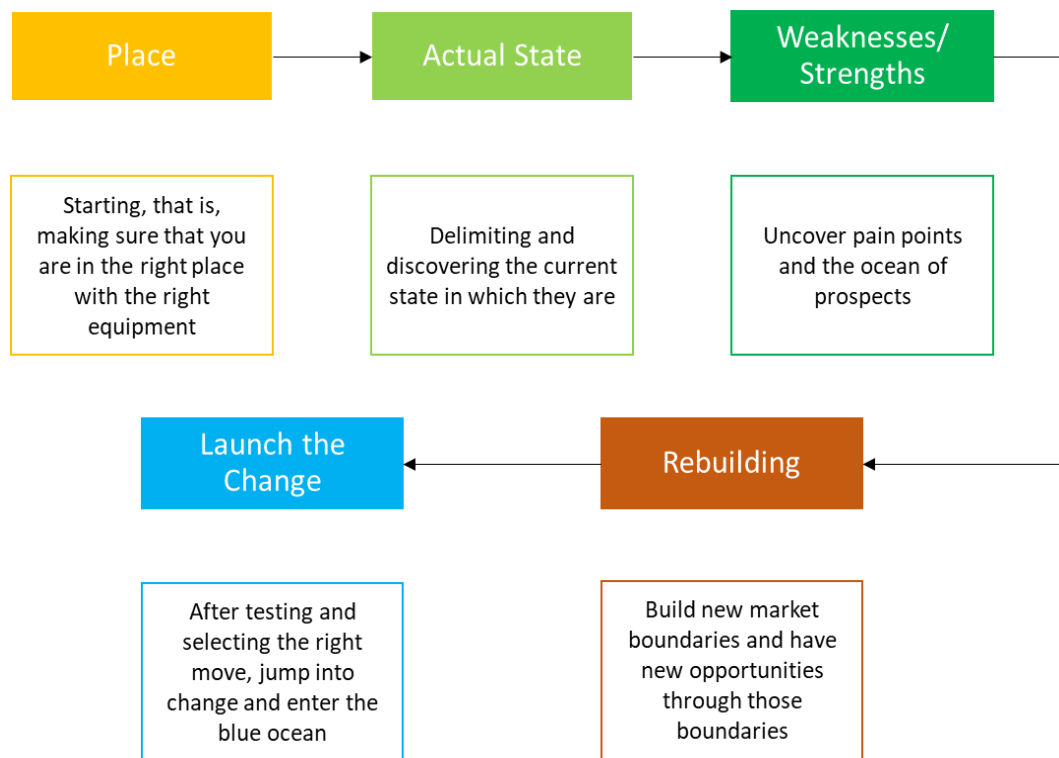 Place
Actual State
Weaknesses/
Strengths
Starting, that is,
making sure that you
are in the right place
with the right
equipment
Delimiting and
discovering the current
state in which they are
Uncover pain points
and the ocean of
prospects
Launch the
Change
Rebuilding
After testing and
selecting the right
move, jump into
change and enter the
blue ocean
Build new market
boundaries and have
new opportunities
through those
boundaries